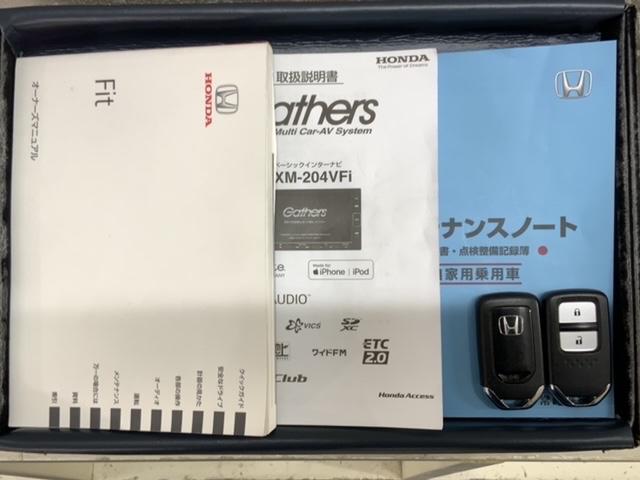 HONDA
Fit
オーナーズマニュアル
クイックガイド
安全なドライブ
計器の見かた
各部の操作
オーディオ
運転
メンテナンス
万一の場合には
資料
索引
HONDA
The Power of Dreams
取扱説明書
Gathers
Multi Car-AV System
ベーシックインターナビ
XM-204VFi
Gathers
Made for
iPhone | iPod
AUDIO
VICS
SD
XC
ワイドFM
ETC
2.0
Club
Honda Access
テナンスノート
書・点検整備記録簿
家用乗用車